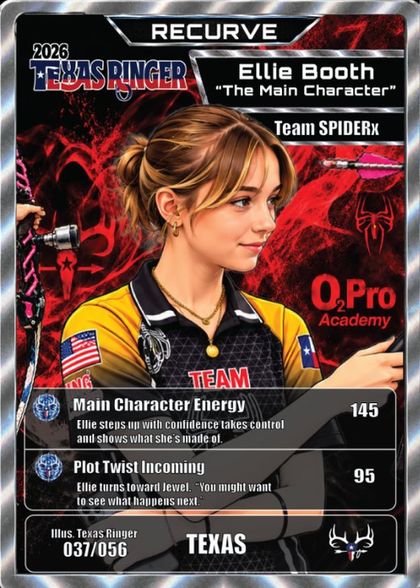 RECURVE
2026
TEXAS RINGER
Ellie Booth
“The Main Character”
Team SPIDERx
O2Pro
Academy
TEAM
Main Character Energy 145
Ellie steps up with confidence takes control
and shows what she's made of.
Plot Twist Incoming 95
Ellie turns toward Jewel. “You might want
to see what happens next.”
Illus. Texas Ringer
037/056
TEXAS